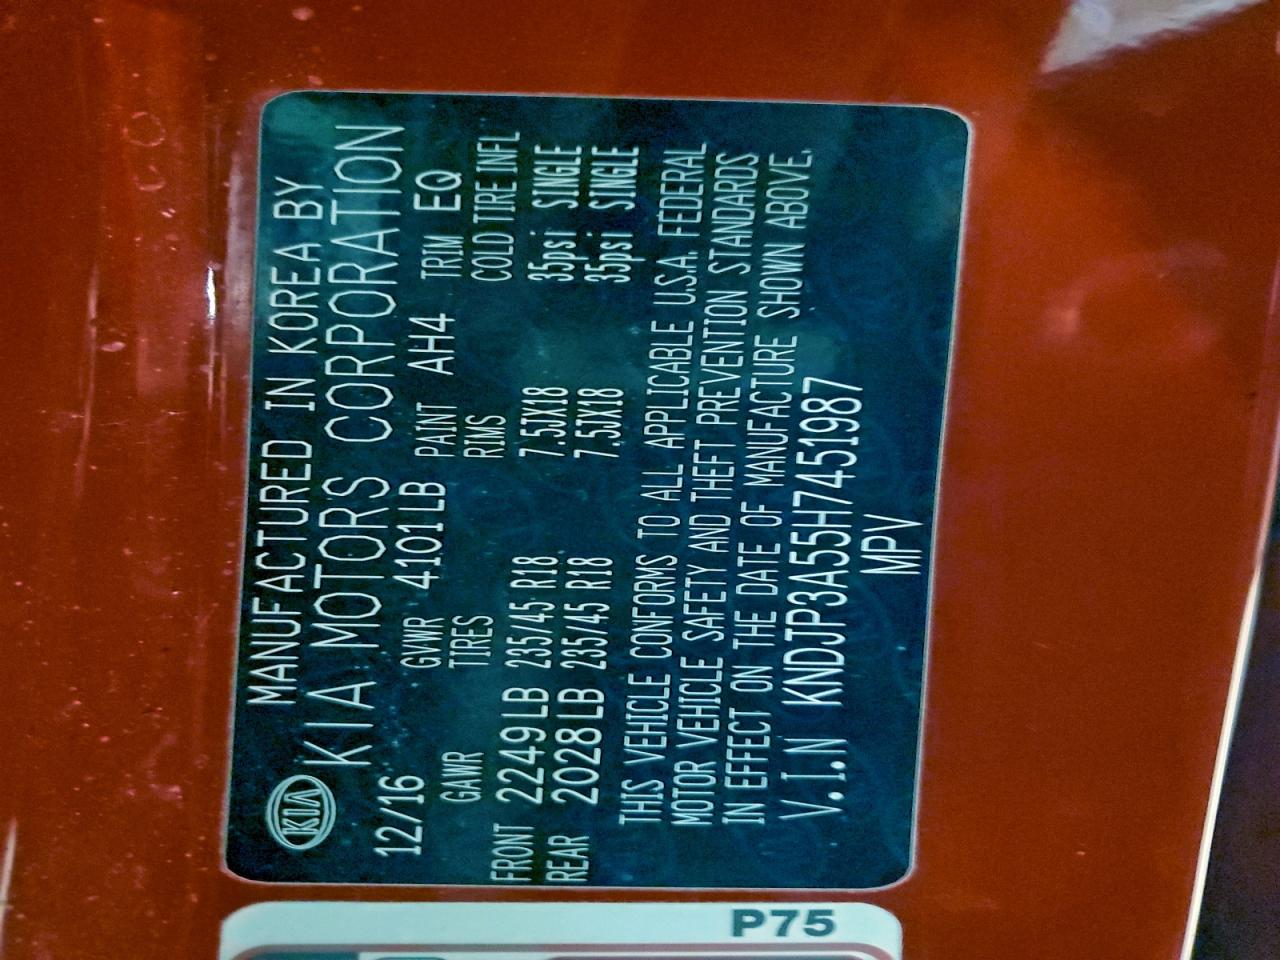 KIA
MANUFACTURED IN KOREA BY
KIA MOTORS CORPORATION
12/16 GVWR 4101LB PAINT AH4 TRIM EQ
GAWR TIRES RIMS COLD TIRE INFL
FRONT 2249LB 235/45 R18 7.5JX18 35psi SINGLE
REAR 2028LB 235/45 R18 7.5JX18 35psi SINGLE
THIS VEHICLE CONFORMS TO ALL APPLICABLE U.S.A. FEDERAL
MOTOR VEHICLE SAFETY AND THEFT PREVENTION STANDARDS
IN EFFECT ON THE DATE OF MANUFACTURE SHOWN ABOVE.
V.I.N KNDJP3A55H7451987
MPV
P75